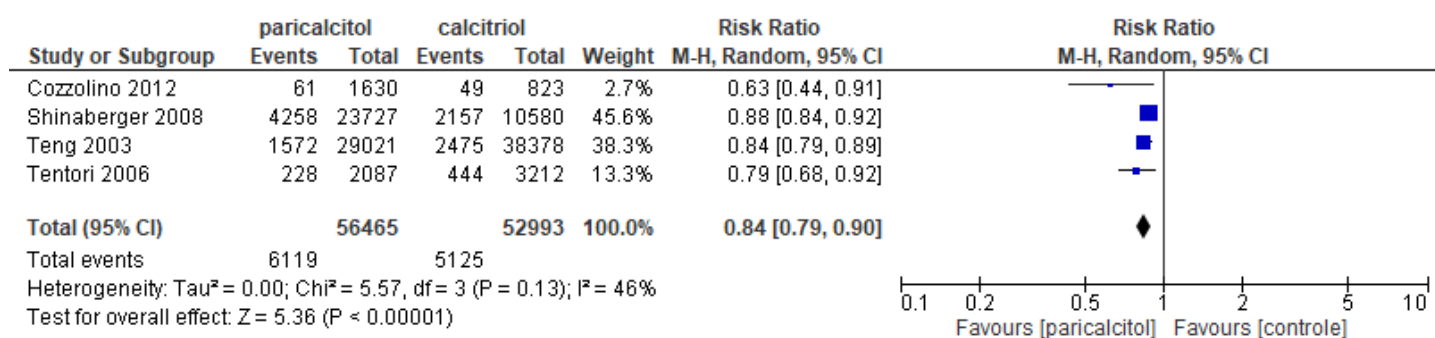 paricalcitol calcitriol Risk Ratio Risk Ratio
Study or Subgroup Events Total Events Total Weight M-H, Random, 95% CI M-H, Random, 95% CI
Cozzolino 2012 61 1630 49 823 2.7% 0.63 [0.44, 0.91]
Shinaberger 2008 4258 23727 2157 10580 45.6% 0.88 [0.84, 0.92]
Teng 2003 1572 29021 2475 38378 38.3% 0.84 [0.79, 0.89]
Tentori 2006 228 2087 444 3212 13.3% 0.79 [0.68, 0.92]
Total (95% CI) 56465 52993 100.0% 0.84 [0.79, 0.90]
Total events 6119 5125
Heterogeneity: Tau² = 0.00; Chi² = 5.57, df = 3 (P = 0.13); I² = 46%
Test for overall effect: Z = 5.36 (P < 0.00001)
0.1 0.2 0.5 1 2 5 10
Favours [paricalcitol] Favours [controle]